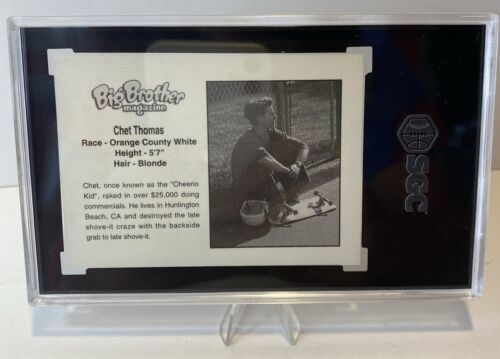 Big Brother
magazine
Chet Thomas
Race - Orange County White
Height - 5'7"
Hair - Blonde
Chet, once known as the "Cheerio
Kid", raked in over $25,000 doing
commercials. He lives in Huntington
Beach, CA and destroyed the late
shove-it craze with the backside
grab to late shove-it.
SGC